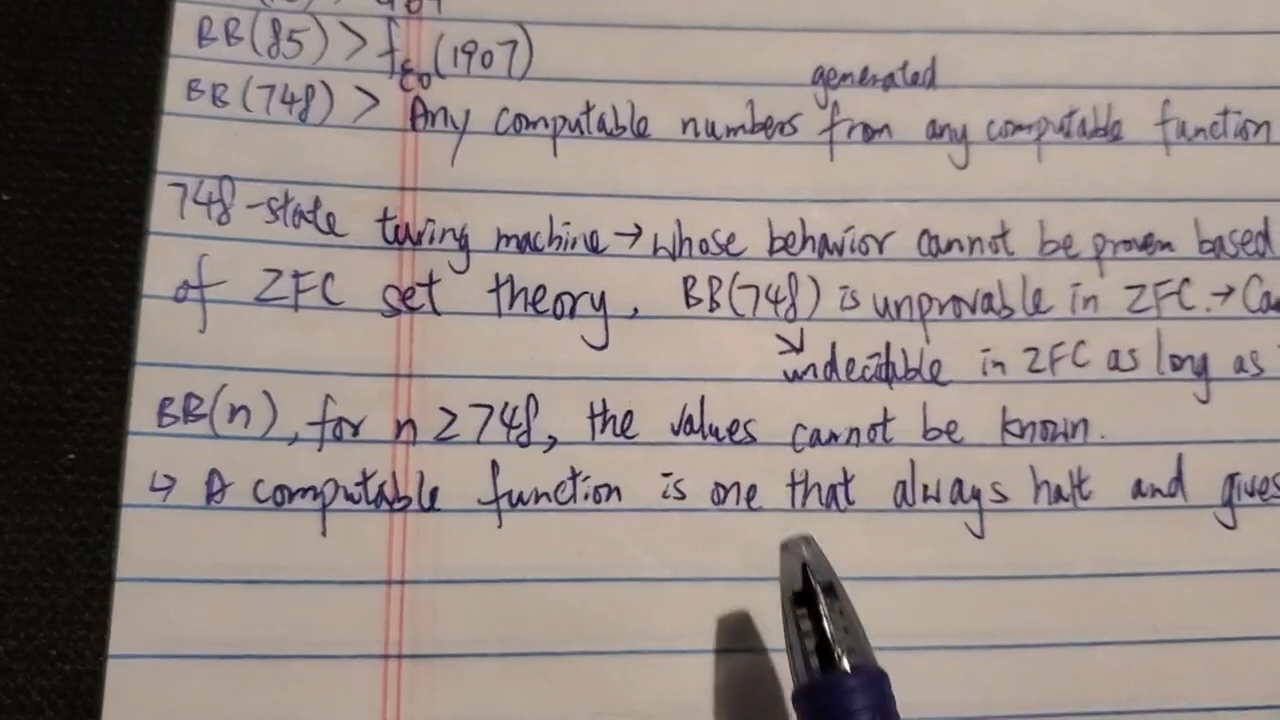 BB(85) > fε₀(1907)
generated
BB(748) > Any computable numbers from any computable function
748-state turing machine → whose behavior cannot be proven based
of ZFC set theory. BB(748) is unprovable in ZFC. →
↘ undecidable in ZFC as long as
BB(n), for n ≥ 748, the values cannot be known.
↳ A computable function is one that always halt and gives